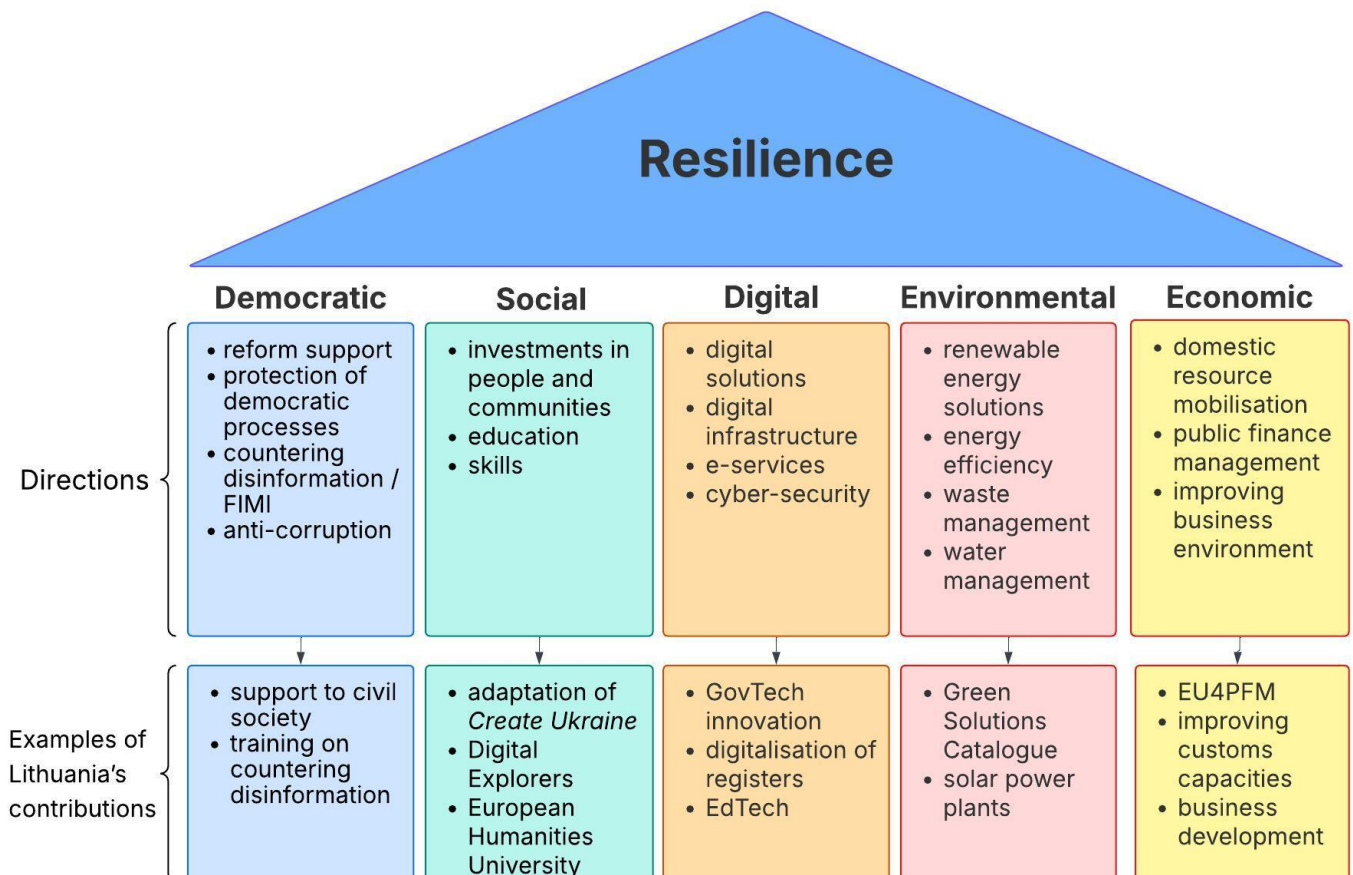 Resilience
Democratic
Social
Digital
Environmental
Economic
Directions
• reform support
• protection of
democratic
processes
• countering
disinformation /
FIMI
• anti-corruption
• investments in
people and
communities
• education
• skills
• digital
solutions
• digital
infrastructure
• e-services
• cyber-security
• renewable
energy
solutions
• energy
efficiency
• waste
management
• water
management
• domestic
resource
mobilisation
• public finance
management
• improving
business
environment
Examples of
Lithuania's
contributions
• support to civil
society
• training on
countering
disinformation
• adaptation of
Create Ukraine
• Digital
Explorers
• European
Humanities
University
• GovTech
innovation
• digitalisation of
registers
• EdTech
• Green
Solutions
Catalogue
• solar power
plants
• EU4PFM
• improving
customs
capacities
• business
development